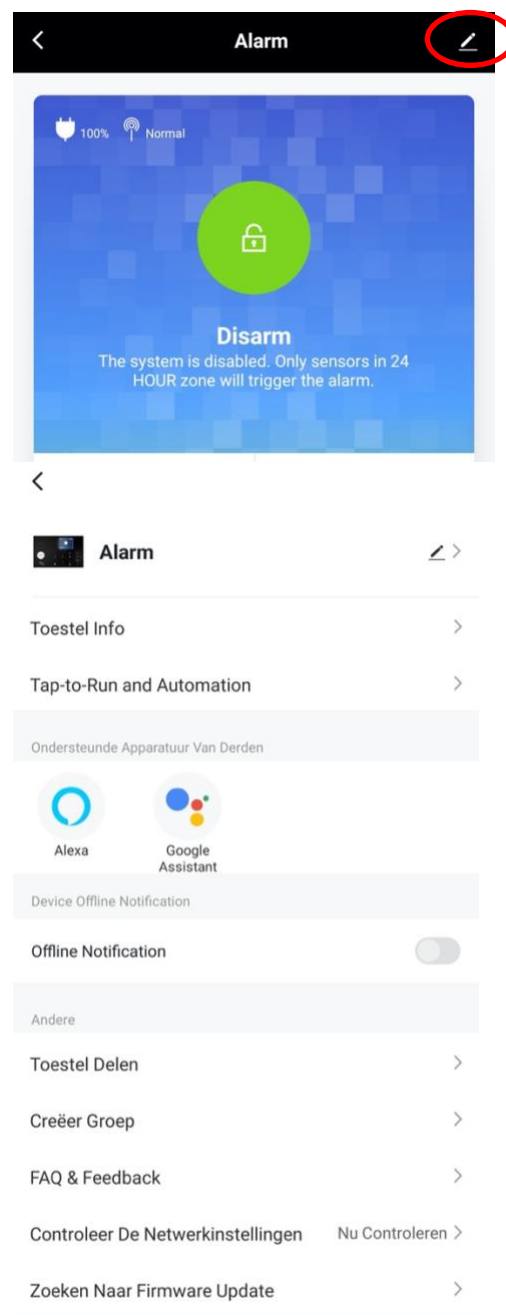 Alarm
100% Normal
Disarm
The system is disabled. Only sensors in 24
HOUR zone will trigger the alarm.
Alarm
Toestel Info
Tap-to-Run and Automation
Ondersteunde Apparatuur Van Derden
Alexa
Google
Assistant
Device Offline Notification
Offline Notification
Andere
Toestel Delen
Creëer Groep
FAQ & Feedback
Controleer De Netwerkinstellingen Nu Controleren
Zoeken Naar Firmware Update